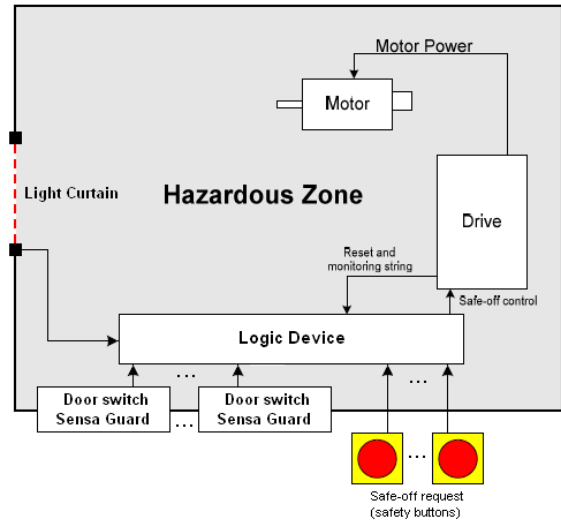 Motor Power
Motor
Light Curtain
Hazardous Zone
Drive
Reset and
monitoring string
Safe-off control
Logic Device
...
...
Door switch
Sensa Guard
...
Door switch
Sensa Guard
...
Safe-off request
(safety buttons)